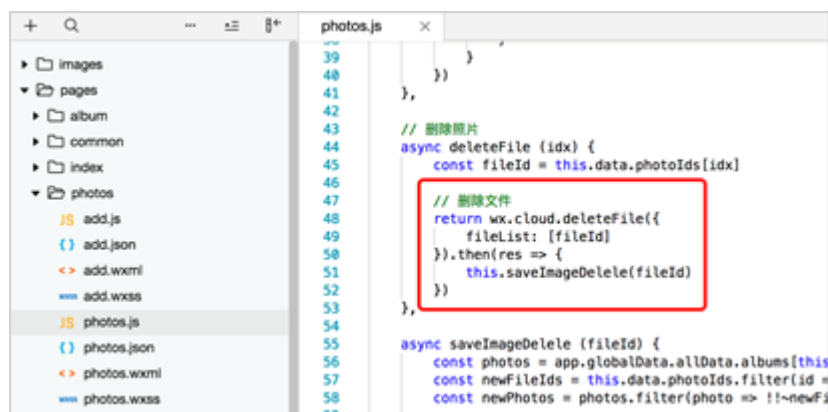 photos.js
images
pages
album
common
index
photos
JS add.js
{} add.json
<> add.wxml
wxss add.wxss
JS photos.js
{} photos.json
<> photos.wxml
wxss photos.wxss
39 }
40 })
41 },
42
43 // 删除照片
44 async deleteFile (idx) {
45 const fileId = this.data.photoIds[idx]
46
47 // 删除文件
48 return wx.cloud.deleteFile({
49 fileList: [fileId]
50 }).then(res => {
51 this.saveImageDelele(fileId)
52 })
53 },
54
55 async saveImageDelele (fileId) {
56 const photos = app.globalData.allData.albums[this
57 const newFileIds = this.data.photoIds.filter(id =
58 const newPhotos = photos.filter(photo => !!~newFi